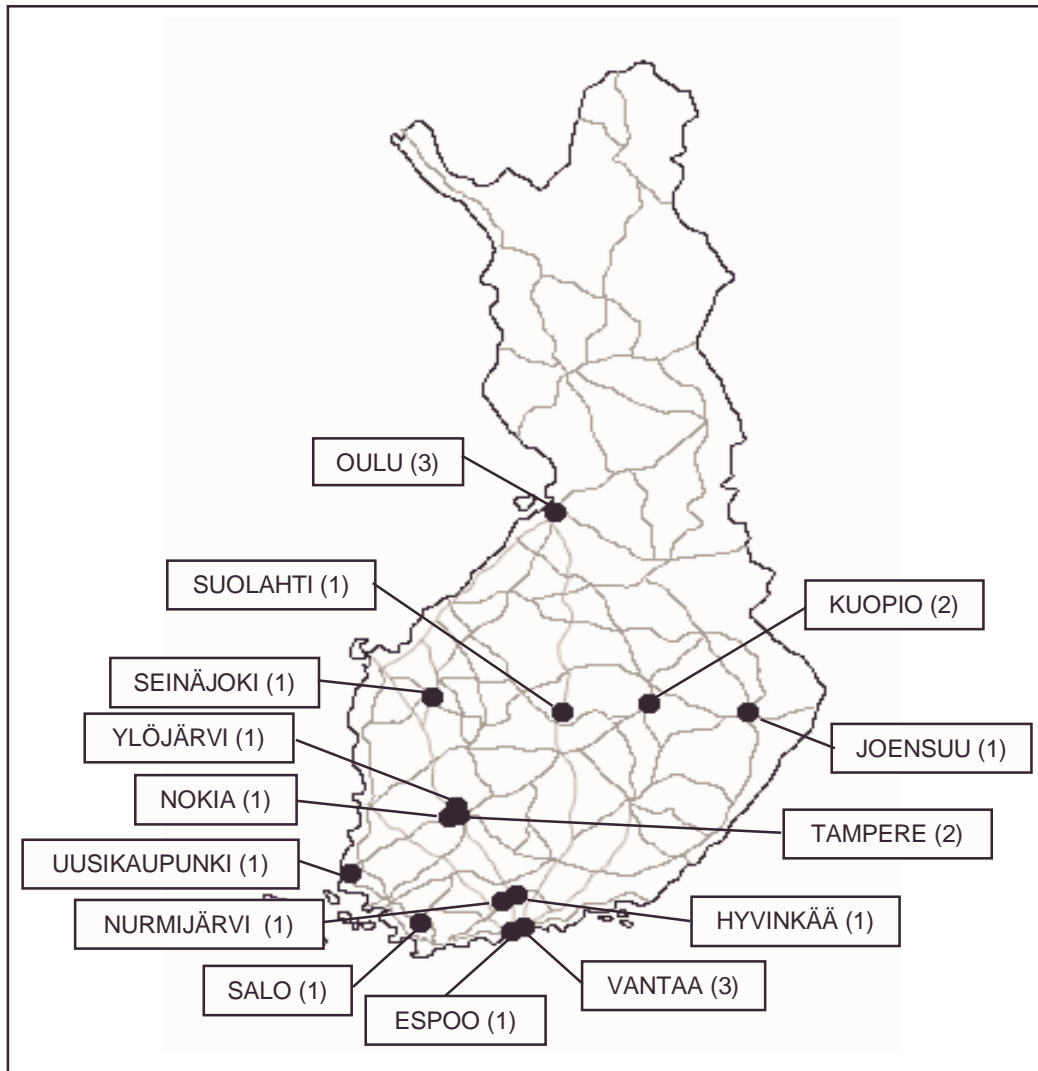 OULU (3)
SUOLAHTI (1)
KUOPIO (2)
SEINÄJOKI (1)
YLÖJÄRVI (1)
JOENSUU (1)
NOKIA (1)
TAMPERE (2)
UUSIKAUPUNKI (1)
NURMIJÄRVI (1)
HYVINKÄÄ (1)
SALO (1)
VANTAA (3)
ESPOO (1)